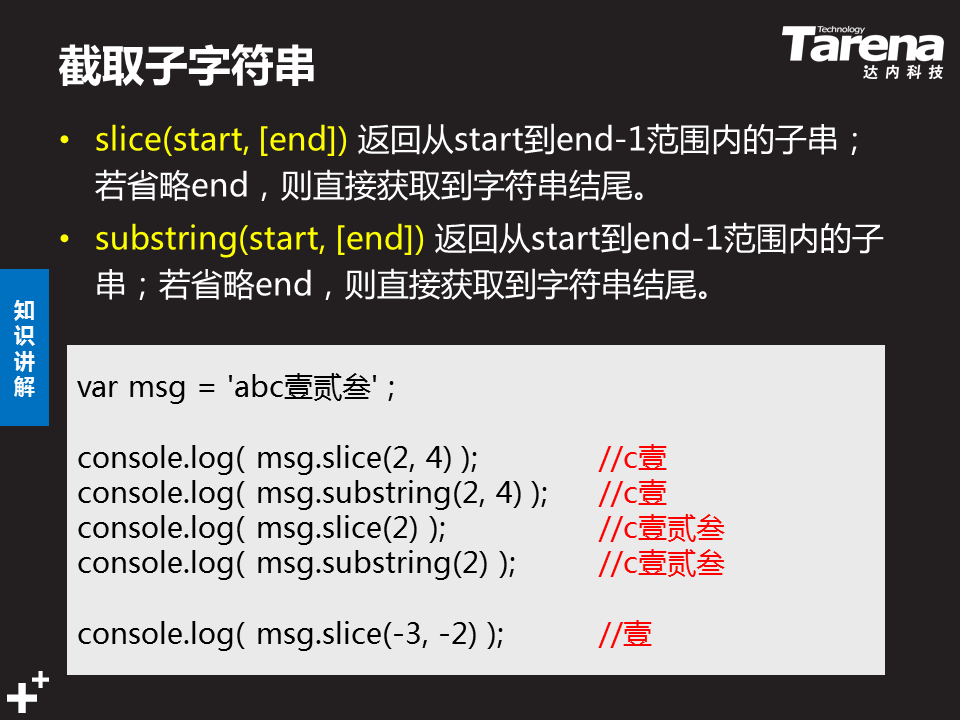 截取子字符串
Technology
Tarena
达内科技
• slice(start, [end]) 返回从start到end-1范围内的子串；
若省略end，则直接获取到字符串结尾。
• substring(start, [end]) 返回从start到end-1范围内的子
串；若省略end，则直接获取到字符串结尾。
知识讲解
var msg = 'abc壹贰叁' ;
console.log( msg.slice(2, 4) ); //c壹
console.log( msg.substring(2, 4) ); //c壹
console.log( msg.slice(2) ); //c壹贰叁
console.log( msg.substring(2) ); //c壹贰叁
console.log( msg.slice(-3, -2) ); //壹